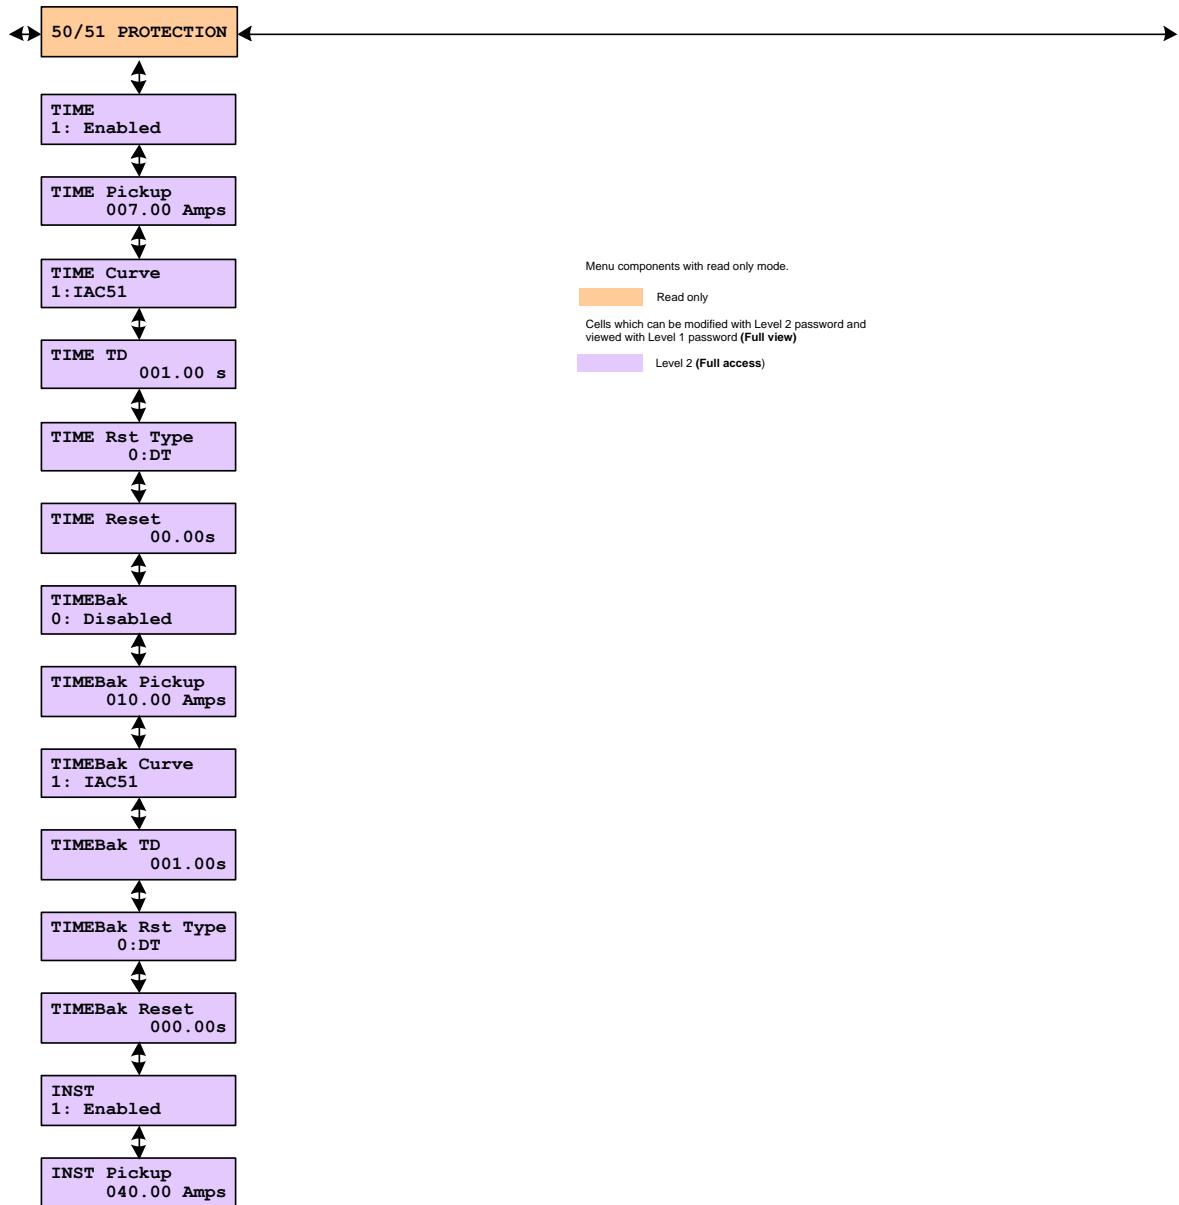 50/51 PROTECTION
TIME
1: Enabled
TIME Pickup
007.00 Amps
TIME Curve
1:IAC51
TIME TD
001.00 s
TIME Rst Type
0:DT
TIME Reset
00.00s
TIMEBak
0: Disabled
TIMEBak Pickup
010.00 Amps
TIMEBak Curve
1: IAC51
TIMEBak TD
001.00s
TIMEBak Rst Type
0:DT
TIMEBak Reset
000.00s
INST
1: Enabled
INST Pickup
040.00 Amps
Menu components with read only mode.
Read only
Cells which can be modified with Level 2 password and
viewed with Level 1 password (Full view)
Level 2 (Full access)